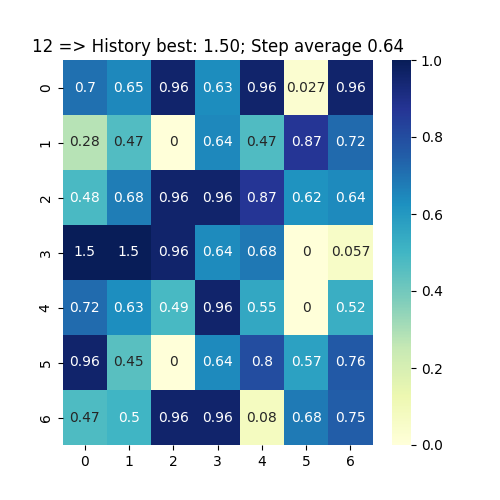 12 => History best: 1.50; Step average 0.64
0 0.7 0.65 0.96 0.63 0.96 0.027 0.96
1 0.28 0.47 0 0.64 0.47 0.87 0.72
2 0.48 0.68 0.96 0.96 0.87 0.62 0.64
3 1.5 1.5 0.96 0.64 0.68 0 0.057
4 0.72 0.63 0.49 0.96 0.55 0 0.52
5 0.96 0.45 0 0.64 0.8 0.57 0.76
6 0.47 0.5 0.96 0.96 0.08 0.68 0.75
0 1 2 3 4 5 6
1.0
0.8
0.6
0.4
0.2
0.0